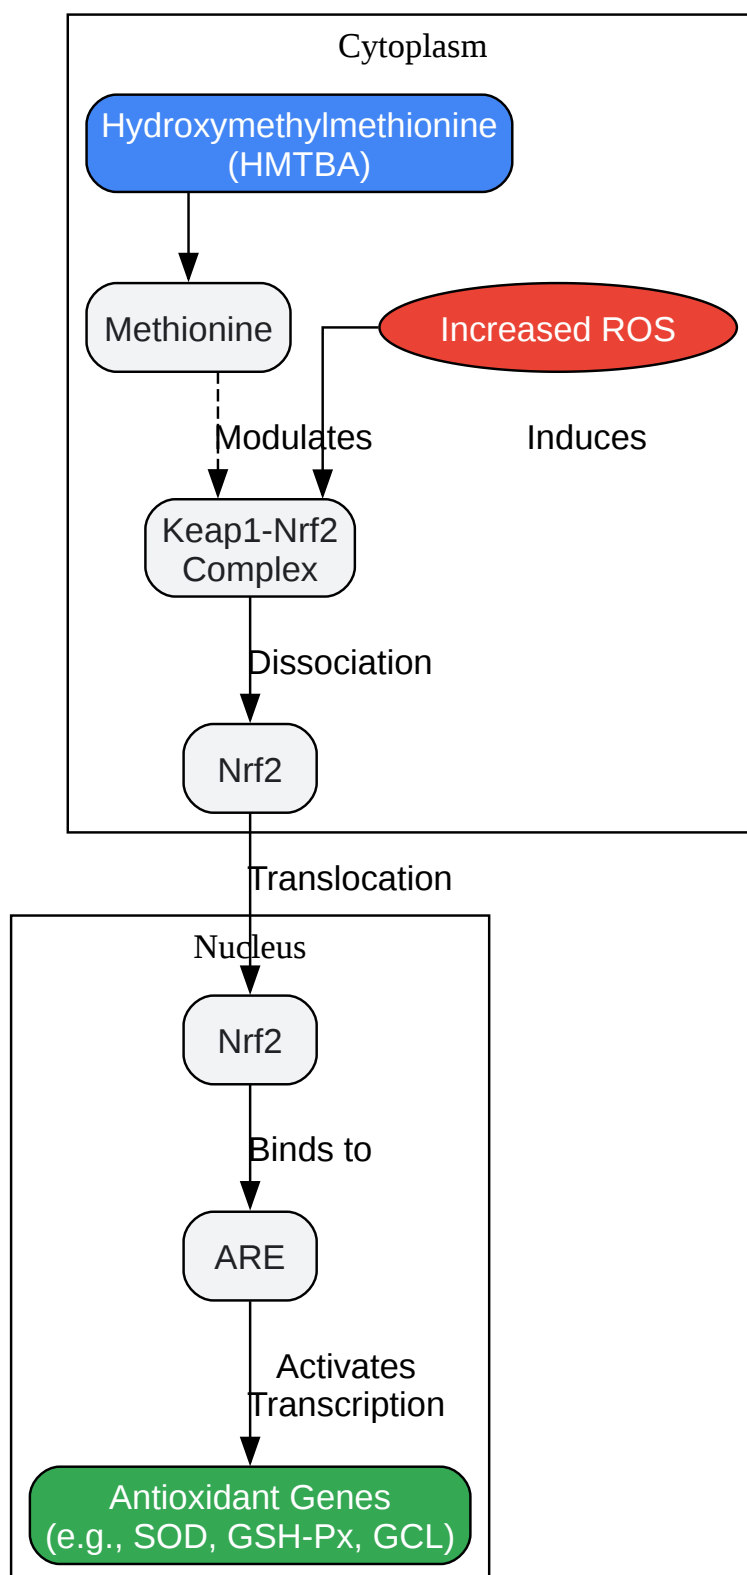 Cytoplasm
Hydroxymethylmethionine
(HMTBA)
Methionine
Increased ROS
Modulates
Induces
Keap1-Nrf2
Complex
Dissociation
Nrf2
Translocation
Nucleus
Nrf2
Binds to
ARE
Activates
Transcription
Antioxidant Genes
(e.g., SOD, GSH-Px, GCL)